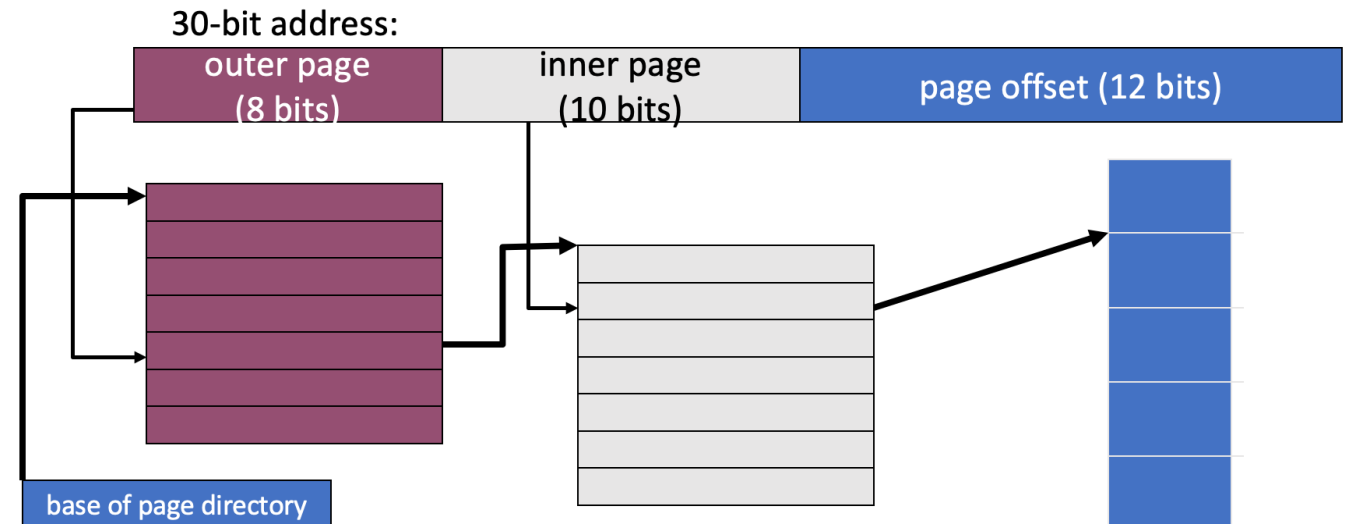 30-bit address:
outer page
(8 bits)
inner page
(10 bits)
page offset (12 bits)
base of page directory